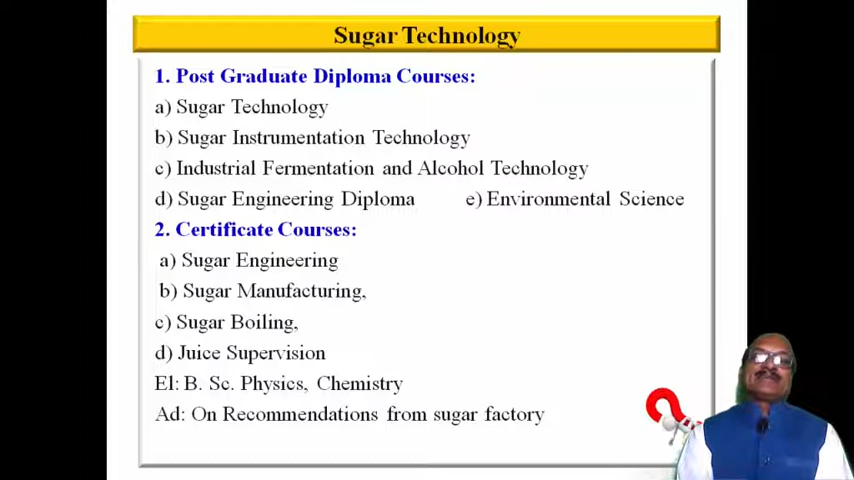 Sugar Technology
1. Post Graduate Diploma Courses:
a) Sugar Technology
b) Sugar Instrumentation Technology
c) Industrial Fermentation and Alcohol Technology
d) Sugar Engineering Diploma e) Environmental Science
2. Certificate Courses:
a) Sugar Engineering
b) Sugar Manufacturing,
c) Sugar Boiling,
d) Juice Supervision
El: B. Sc. Physics, Chemistry
Ad: On Recommendations from sugar factory